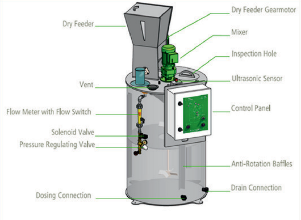 Dry Feeder
Vent
Flow Meter with Flow Switch
Solenoid Valve
Pressure Regulating Valve
Dosing Connection
Dry Feeder Gearmotor
Mixer
Inspection Hole
Ultrasonic Sensor
Control Panel
Anti-Rotation Baffles
Drain Connection